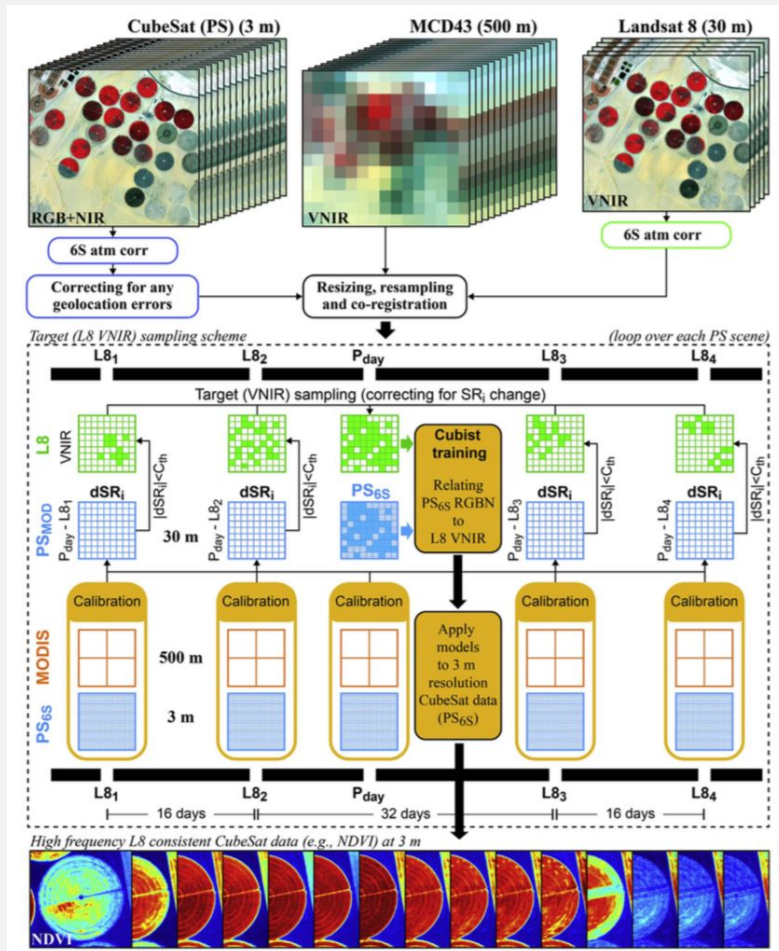 CubeSat (PS) (3 m)
MCD43 (500 m)
Landsat 8 (30 m)
RGB+NIR
VNIR
VNIR
6S atm corr
6S atm corr
Correcting for any
geolocation errors
Resizing, resampling
and co-registration
Target (L8 VNIR) sampling scheme
(loop over each PS scene)
L8₁
L8₂
P_day
L8₃
L8₄
Target (VNIR) sampling (correcting for SRᵢ change)
L8
VNIR
|dSRᵢ|<C_th
|dSRᵢ|<C_th
Cubist
training
Relating
PS₆S RGBN
to
L8 VNIR
|dSRᵢ|<C_th
|dSRᵢ|<C_th
PS_MOD
P_day - L8₁
dSRᵢ
30 m
P_day - L8₂
dSRᵢ
PS₆S
P_day - L8₃
dSRᵢ
P_day - L8₄
dSRᵢ
Calibration
Calibration
Calibration
Calibration
Calibration
MODIS
500 m
PS₆S
3 m
Apply
models
to 3 m
resolution
CubeSat data
(PS₆S)
L8₁
L8₂
P_day
L8₃
L8₄
16 days
32 days
16 days
High frequency L8 consistent CubeSat data (e.g., NDVI) at 3 m
NDVI